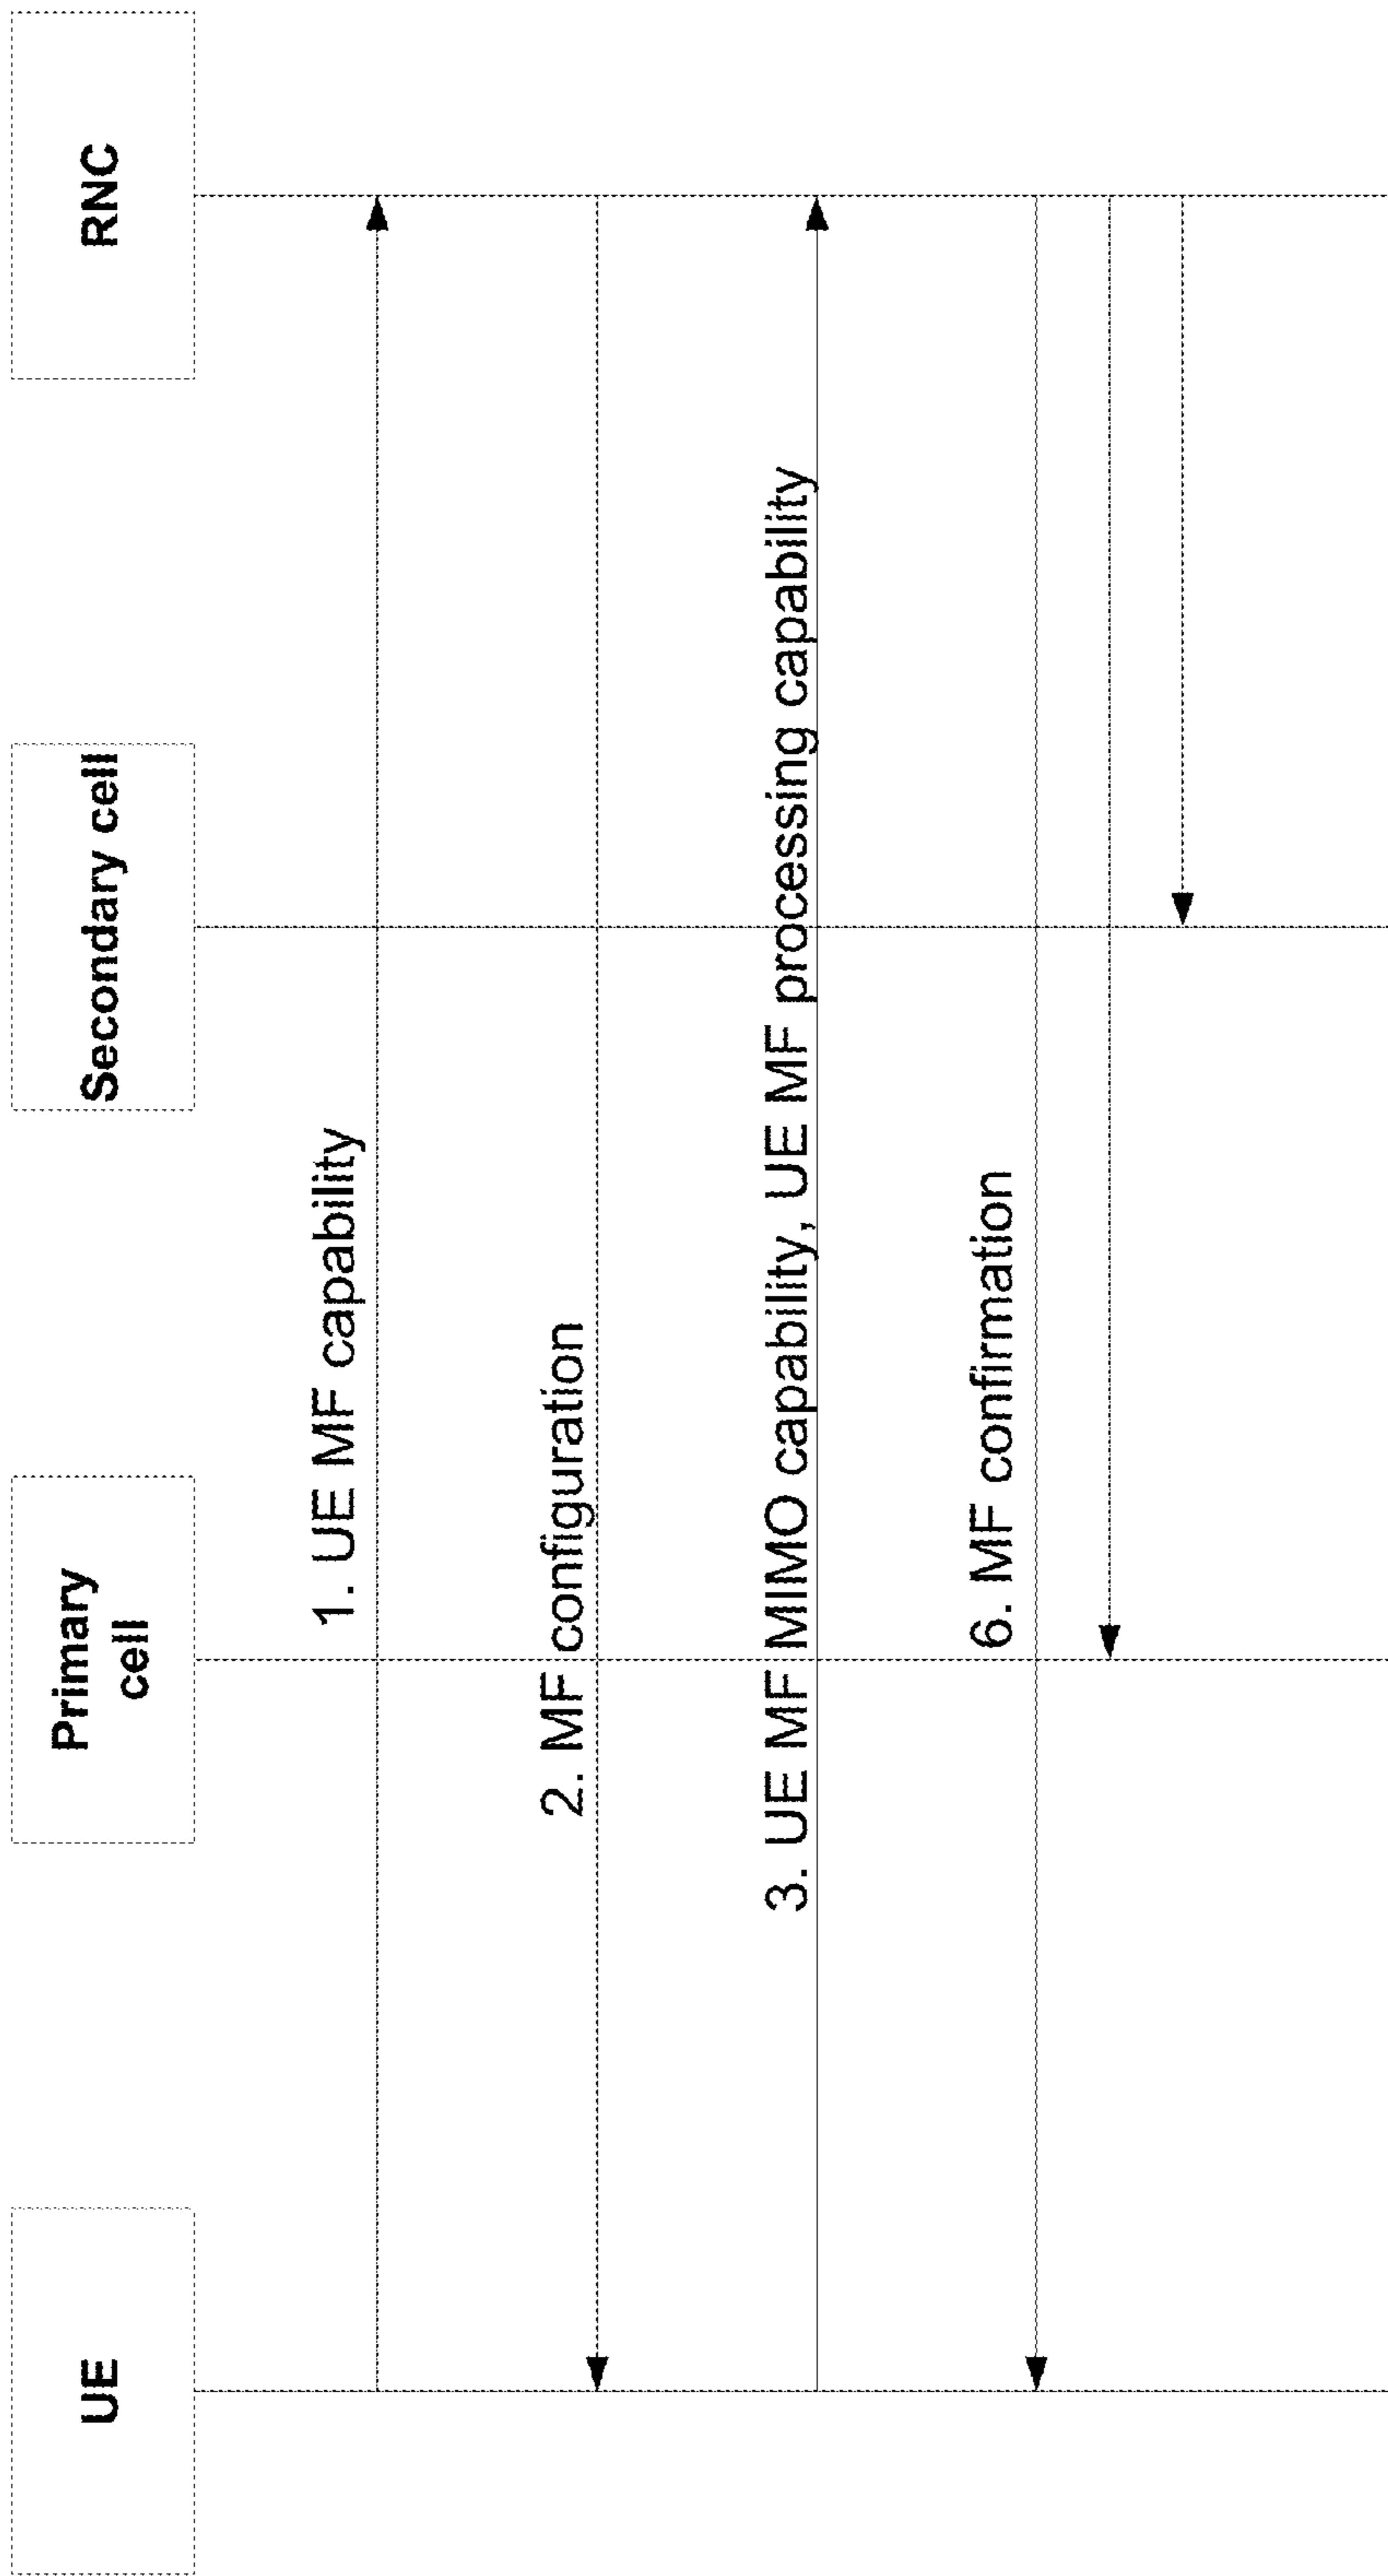 UE
Primary
cell
Secondary cell
RNC
1. UE MF capability
2. MF configuration
3. UE MF MIMO capability, UE MF processing capability
6. MF confirmation